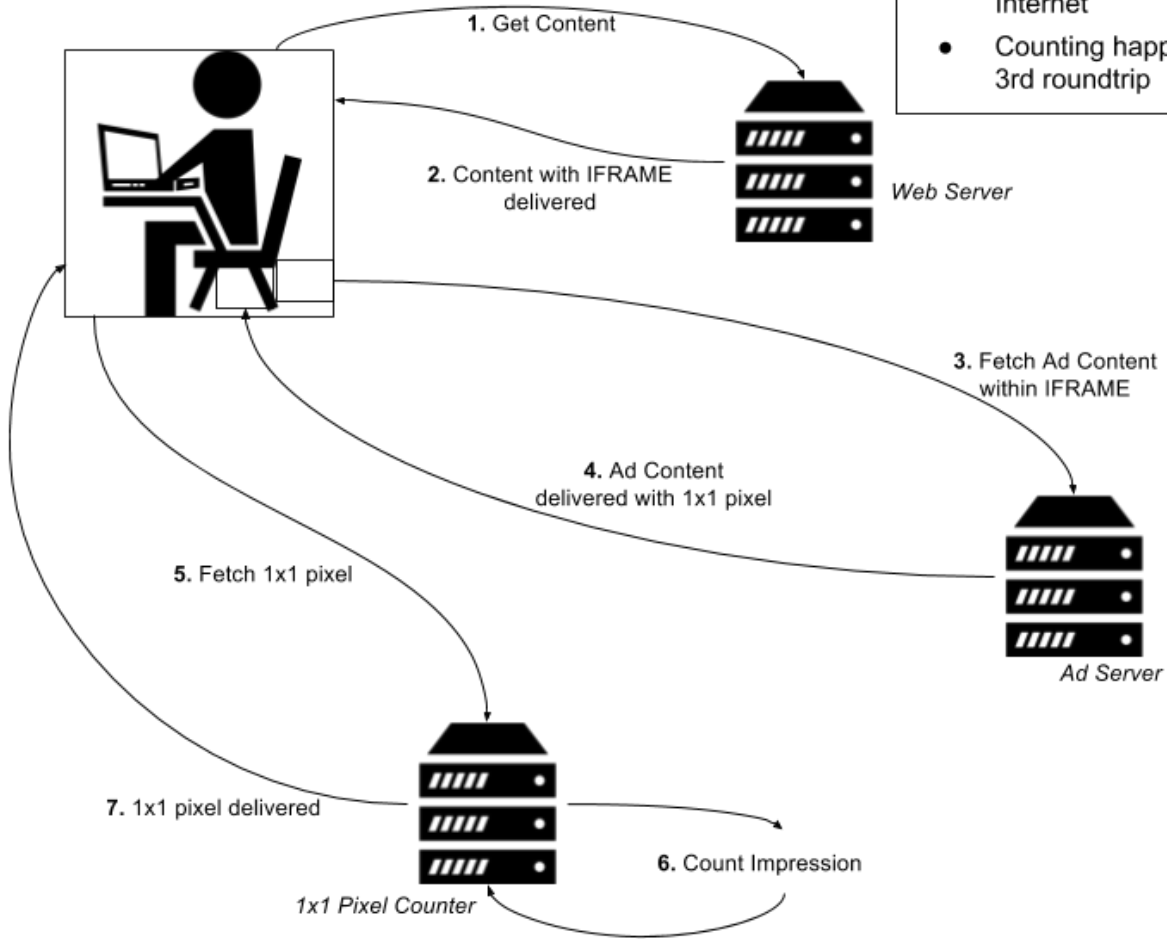 Internet
● Counting happ
3rd roundtrip
1. Get Content
2. Content with IFRAME
delivered
Web Server
3. Fetch Ad Content
within IFRAME
4. Ad Content
delivered with 1x1 pixel
Ad Server
5. Fetch 1x1 pixel
7. 1x1 pixel delivered
6. Count Impression
1x1 Pixel Counter